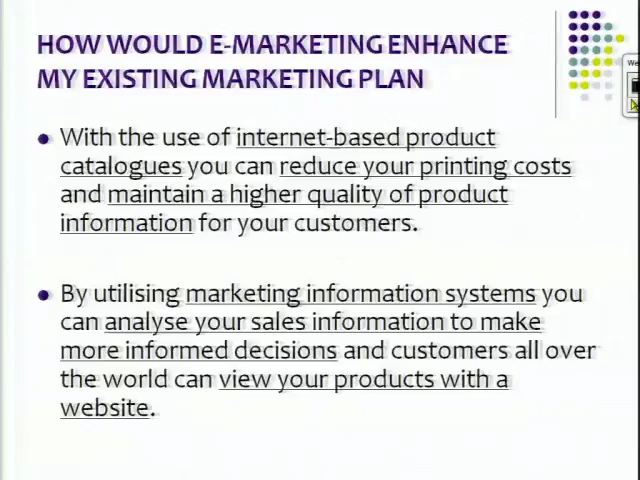 HOW WOULD E-MARKETING ENHANCE
MY EXISTING MARKETING PLAN
We
With the use of internet-based product
catalogues you can reduce your printing costs
and maintain a higher quality of product
information for your customers.
By utilising marketing information systems you
can analyse your sales information to make
more informed decisions and customers all over
the world can view your products with a
website.